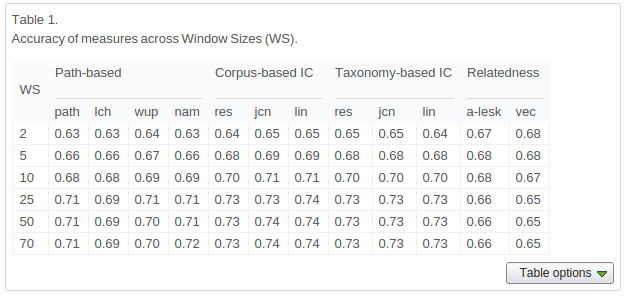 Table 1.
Accuracy of measures across Window Sizes (WS).
WS Path-based Corpus-based IC Taxonomy-based IC Relatedness
path lch wup nam res jcn lin res jcn lin a-lesk vec
2 0.63 0.63 0.64 0.63 0.64 0.65 0.65 0.65 0.65 0.64 0.67 0.68
5 0.66 0.66 0.67 0.66 0.68 0.69 0.69 0.68 0.68 0.68 0.68 0.68
10 0.68 0.68 0.69 0.69 0.70 0.71 0.71 0.70 0.70 0.70 0.68 0.67
25 0.71 0.69 0.71 0.71 0.73 0.73 0.74 0.73 0.73 0.73 0.66 0.65
50 0.71 0.69 0.70 0.71 0.73 0.74 0.74 0.73 0.73 0.73 0.66 0.65
70 0.71 0.69 0.70 0.72 0.73 0.74 0.74 0.73 0.73 0.73 0.66 0.65
Table options